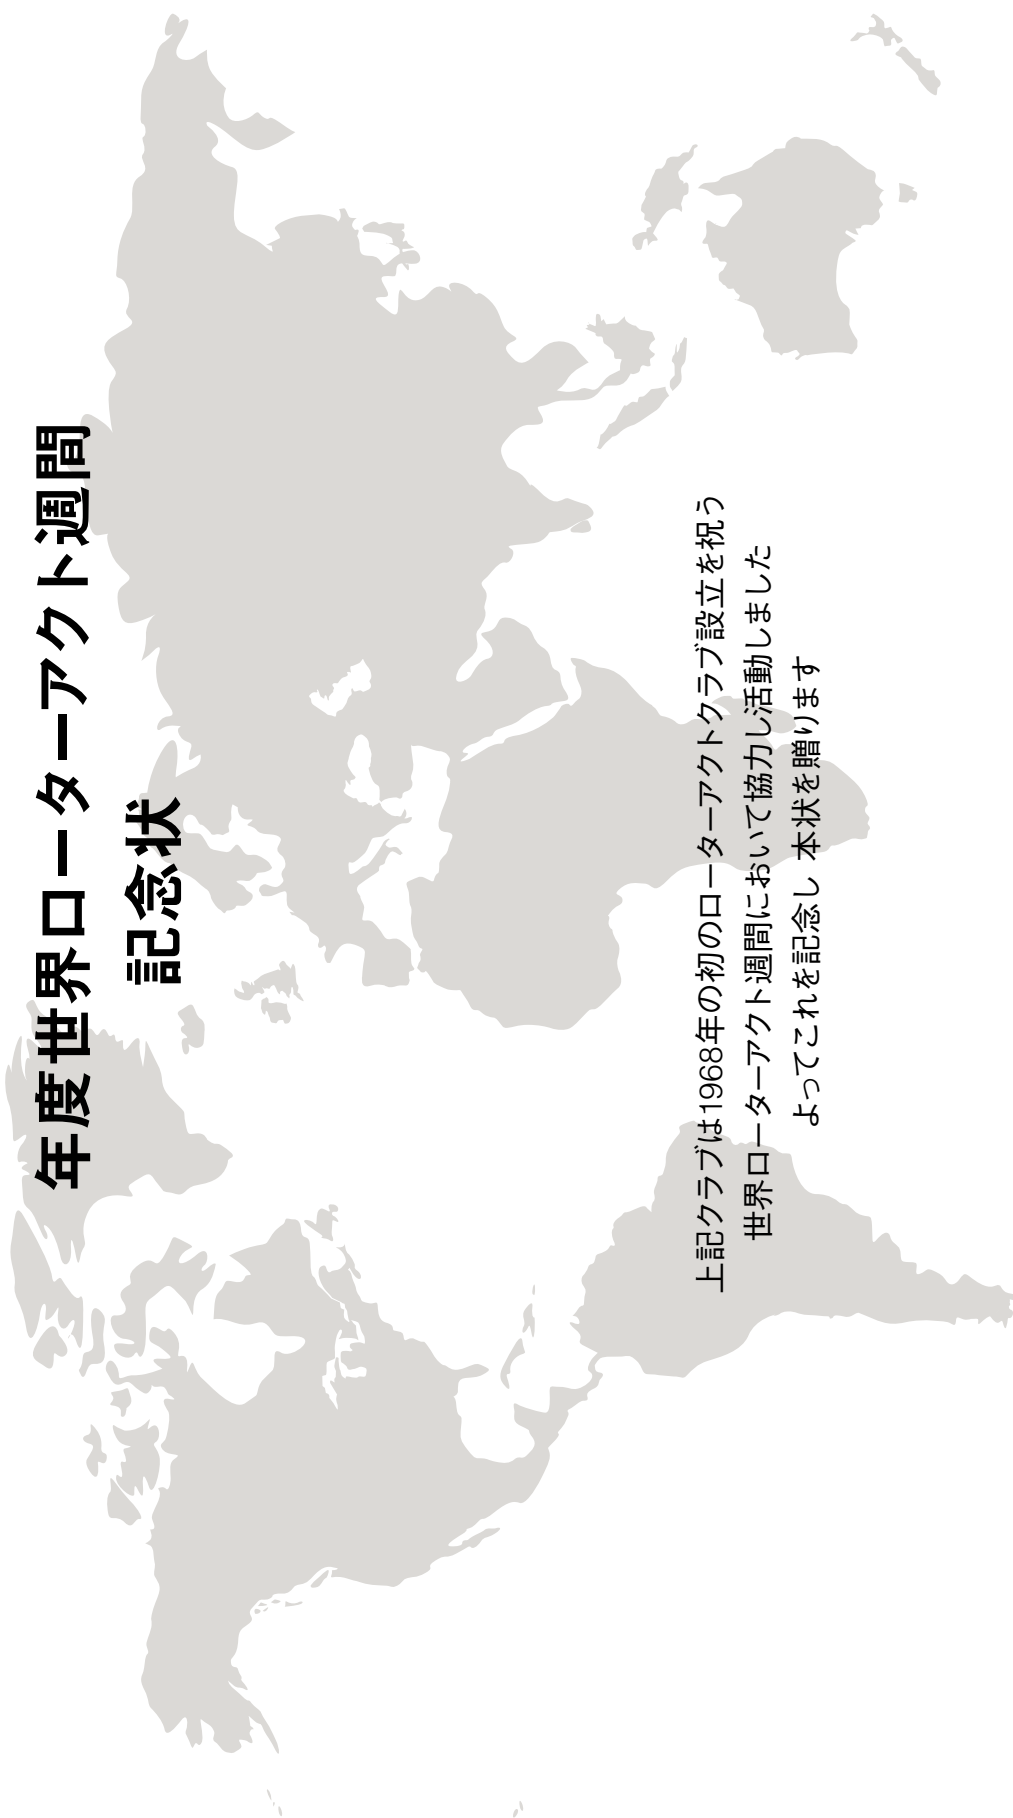 年度世界ローターアクト週間
記念状
上記クラブは1968年の初のローターアクトクラブ設立を祝う
世界ローターアクト週間において協力し活動しました
よってこれを記念し 本状を贈ります